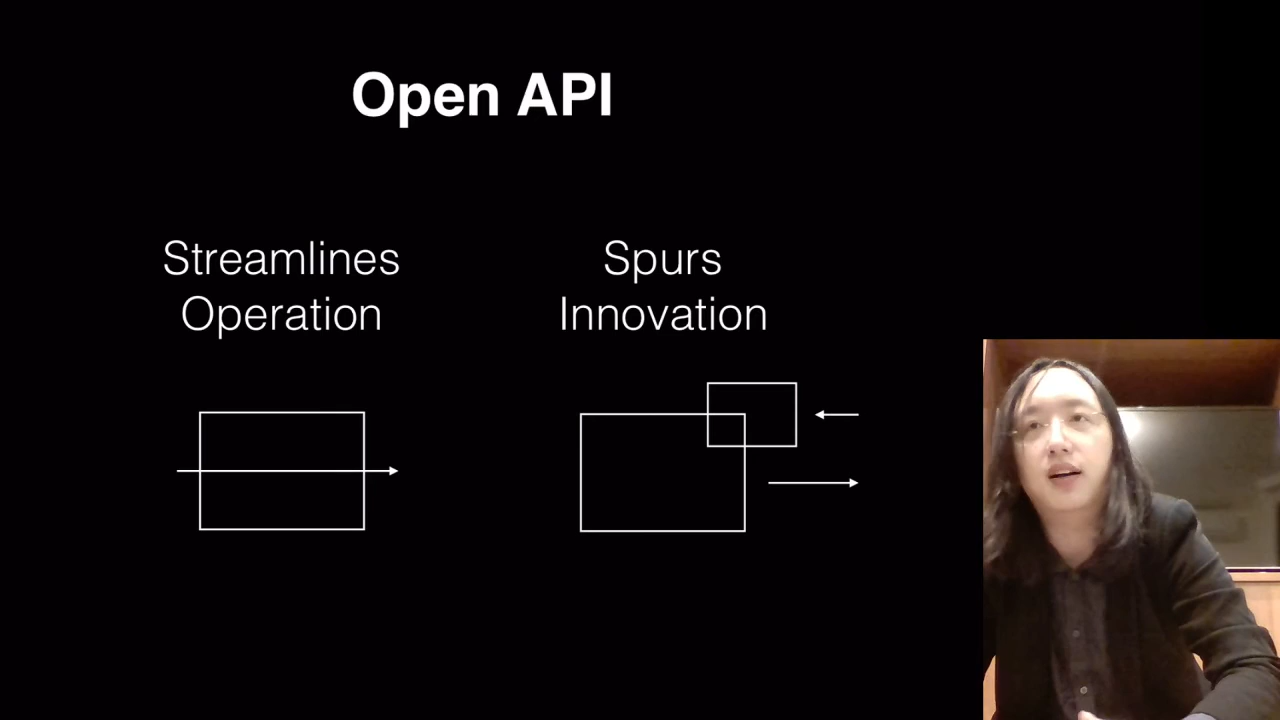 Open API
Streamlines
Operation
Spurs
Innovation